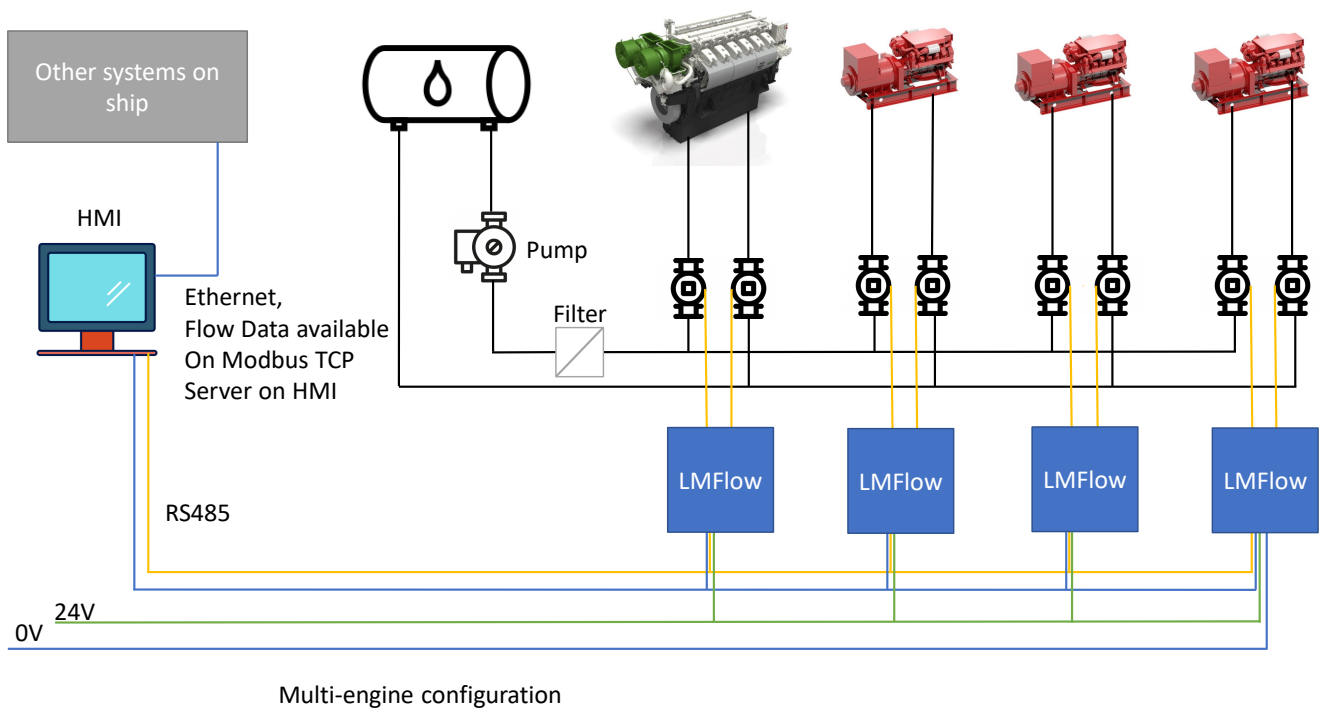 Other systems on
ship
HMI
Pump
Ethernet,
Flow Data available
On Modbus TCP
Server on HMI
Filter
LMFlow
LMFlow
LMFlow
LMFlow
RS485
24V
0V
Multi-engine configuration